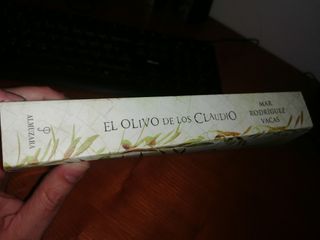 ALMUZARA
EL OLIVO DE LOS CLAUDIO
MAR
RODRÍGUEZ
VACAS